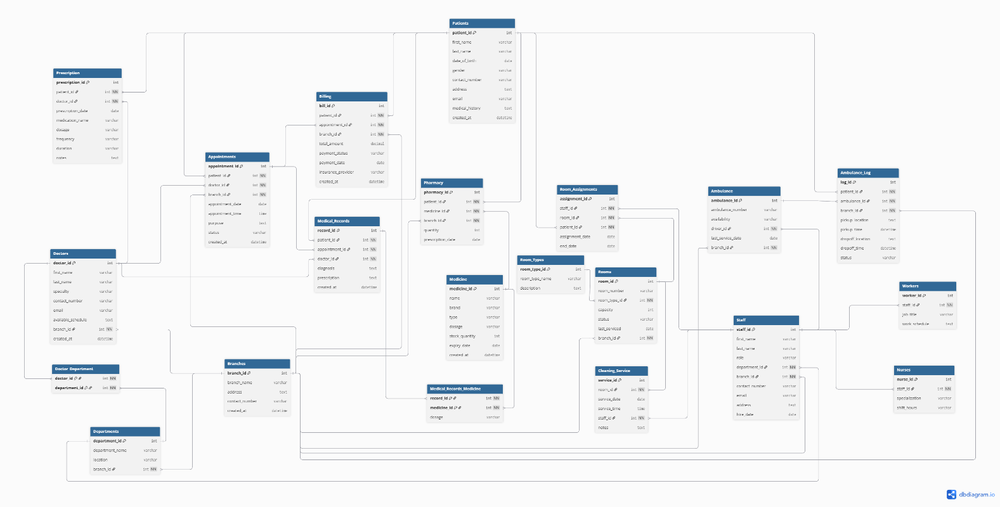 Patients
patient_id int
first_name varchar
last_name varchar
date_of_birth date
gender varchar
contact_number varchar
address text
email varchar
medical_history text
created_at datetime
Prescription
prescription_id int
patient_id int NN
doctor_id int NN
prescription_date date
medication_name varchar
dosage varchar
frequency varchar
duration varchar
notes text
Billing
bill_id int
patient_id int NN
appointment_id int NN
branch_id int NN
total_amount decimal
payment_status varchar
payment_date date
insurance_provider varchar
created_at datetime
Appointments
appointment_id int
patient_id int NN
doctor_id int NN
branch_id int NN
appointment_date date
appointment_time time
purpose text
status varchar
created_at datetime
Pharmacy
pharmacy_id int
patient_id int NN
medicine_id int NN
branch_id int NN
quantity int
prescription_date date
Room_Assignments
assignment_id int
staff_id int NN
room_id int NN
patient_id int NN
assignment_date date
end_date date
Ambulance
ambulance_id int
ambulance_number varchar
availability varchar
driver_id int NN
last_service_date date
branch_id int NN
Ambulance_Log
log_id int
patient_id int NN
ambulance_id int NN
branch_id int NN
pickup_location text
pickup_time datetime
dropoff_location text
dropoff_time datetime
status varchar
Medical_Records
record_id int
patient_id int NN
appointment_id int NN
doctor_id int NN
diagnosis text
prescription text
created_at datetime
Doctors
doctor_id int
first_name varchar
last_name varchar
specialty varchar
contact_number varchar
email varchar
available_schedule text
branch_id int NN
created_at datetime
Room_Types
room_type_id int
room_type_name varchar
description text
Rooms
room_id int
room_number varchar
room_type_id int NN
capacity int
status varchar
last_serviced date
branch_id int NN
Medicine
medicine_id int
name varchar
brand varchar
type varchar
dosage varchar
stock_quantity int
expiry_date date
created_at datetime
Workers
worker_id int
staff_id int NN
job_title varchar
work_schedule text
Staff
staff_id int
first_name varchar
last_name varchar
role varchar
department_id int NN
branch_id int NN
contact_number varchar
email varchar
address text
hire_date date
Doctor_Department
doctor_id int NN
department_id int NN
Branches
branch_id int
branch_name varchar
address text
contact_number varchar
created_at datetime
Cleaning_Service
service_id int
room_id int NN
service_date date
service_time time
staff_id int NN
notes text
Nurses
nurse_id int
staff_id int NN
specialization varchar
shift_hours varchar
Medical_Records_Medicine
record_id int NN
medicine_id int NN
dosage varchar
Departments
department_id int
department_name varchar
location varchar
branch_id int NN
dbdiagram.io